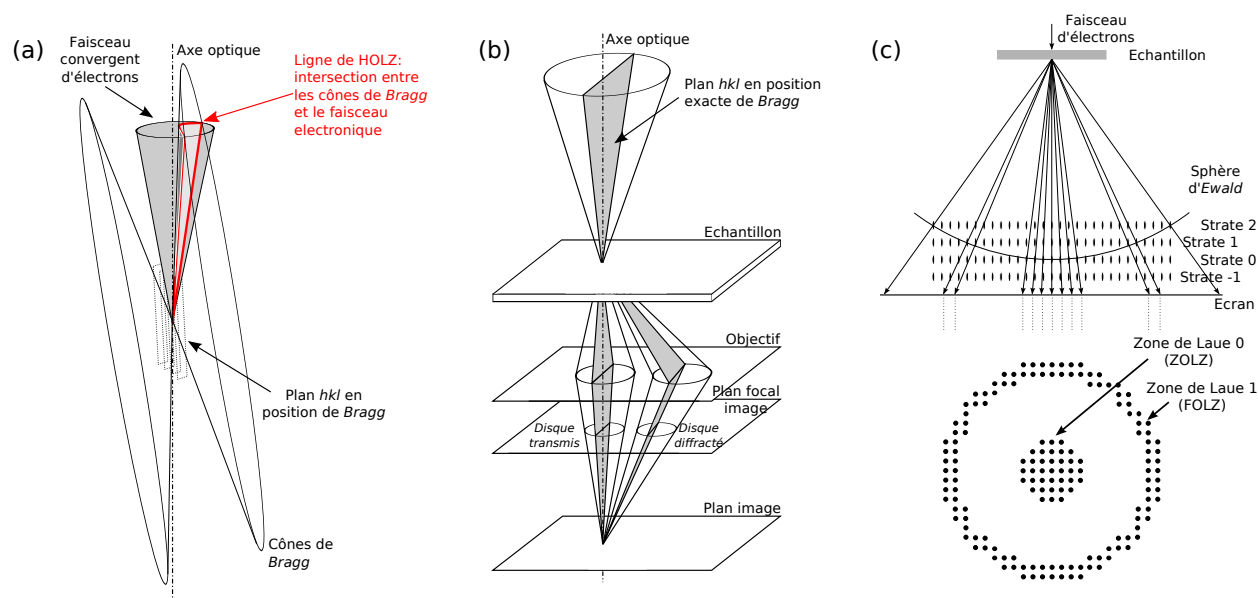 (a)
Faisceau
convergent
d'électrons
Axe optique
Ligne de HOLZ:
intersection entre
les cônes de Bragg
et le faisceau
electronique
Plan hkl en
position de Bragg
Cônes de
Bragg
(b)
Axe optique
Plan hkl en position
exacte de Bragg
Echantillon
Objectif
Plan focal
image
Disque
transmis
Disque
diffracté
Plan image
(c)
Faisceau
d'électrons
Echantillon
Sphère
d'Ewald
Strate 2
Strate 1
Strate 0
Strate -1
Ecran
Zone de Laue 0
(ZOLZ)
Zone de Laue 1
(FOLZ)